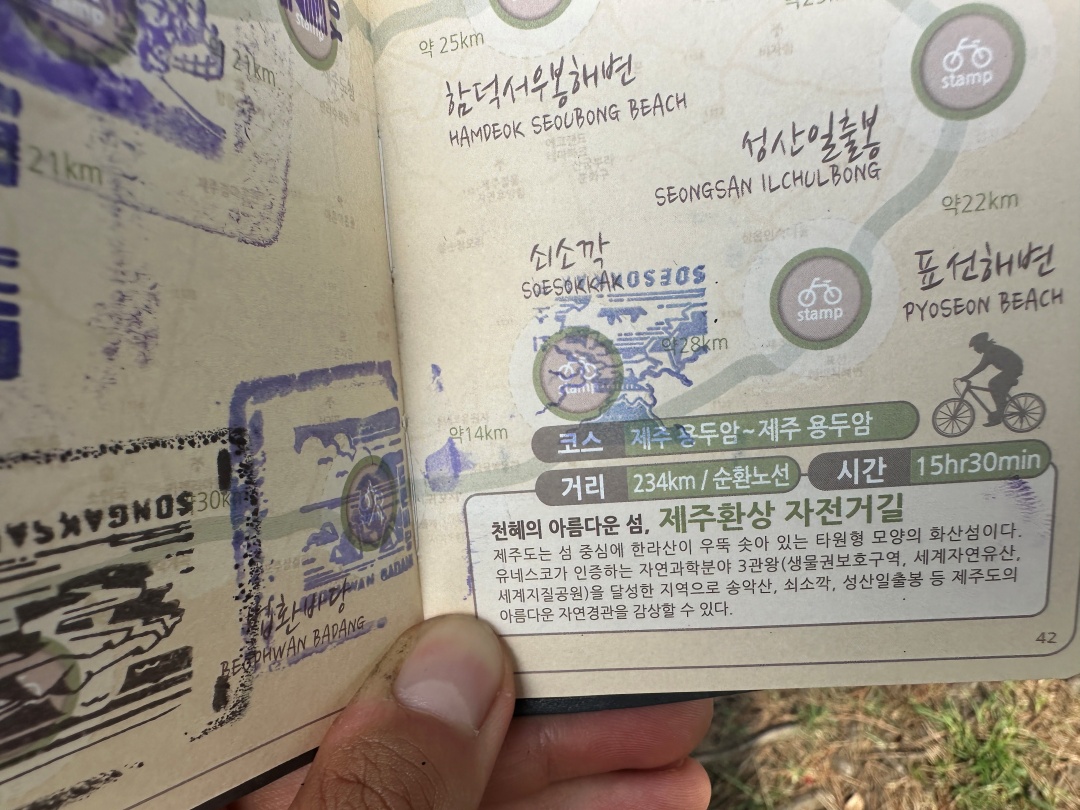 stamp
stamp
21km
21km
약 25km
함덕서우봉해변
HAMDEOK SEOUBONG BEACH
stamp
성산일출봉
SEONGSAN ILCHULBONG
약22km
표선해변
PYOSEON BEACH
stamp
쇠소깍
SOESOKKAK
약28km
약14km
30k
SONGAKSA
법환바당
BEOPHWAN BADANG
코스 제주 용두암~제주 용두암
거리 234km / 순환노선 시간 15hr30min
천혜의 아름다운 섬, 제주환상 자전거길
제주도는 섬 중심에 한라산이 우뚝 솟아 있는 타원형 모양의 화산섬이다.
유네스코가 인증하는 자연과학분야 3관왕(생물권보호구역, 세계자연유산,
세계지질공원)을 달성한 지역으로 송악산, 쇠소깍, 성산일출봉 등 제주도의
아름다운 자연경관을 감상할 수 있다.
42